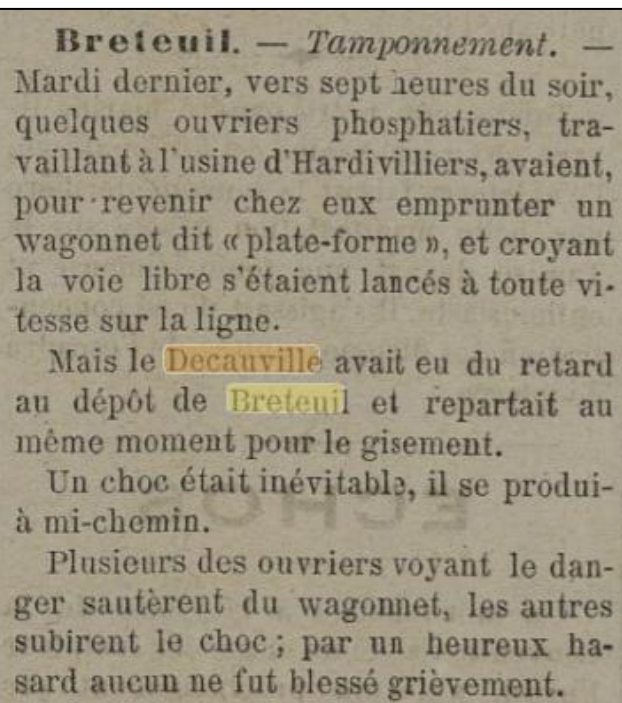 Breteuil. — Tamponnement. —
Mardi dernier, vers sept heures du soir,
quelques ouvriers phosphatiers, tra-
vaillant à l'usine d'Hardivilliers, avaient,
pour revenir chez eux emprunter un
wagonnet dit « plate-forme », et croyant
la voie libre s'étaient lancés à toute vi-
tesse sur la ligne.
Mais le Decauville avait eu du retard
au dépôt de Breteuil et repartait au
même moment pour le gisement.
Un choc était inévitable, il se produi-
à mi-chemin.
Plusieurs des ouvriers voyant le dan-
ger sautèrent du wagonnet, les autres
subirent le choc ; par un heureux ha-
sard aucun ne fut blessé grièvement.